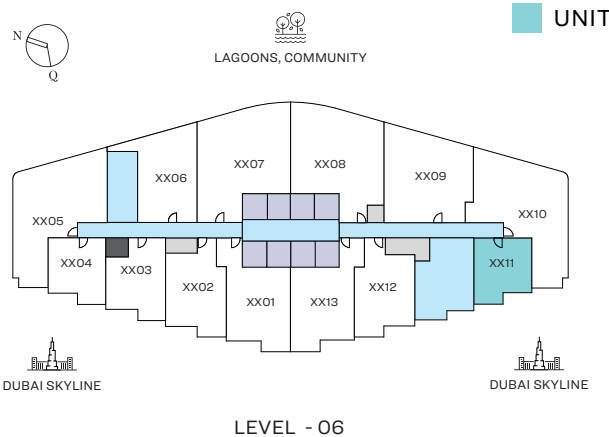 UNIT
N
Q
LAGOONS, COMMUNITY
XX07
XX08
XX06
XX09
XX05
XX10
XX04
XX03
XX11
XX02
XX12
XX01
XX13
DUBAI SKYLINE
DUBAI SKYLINE
LEVEL - 06